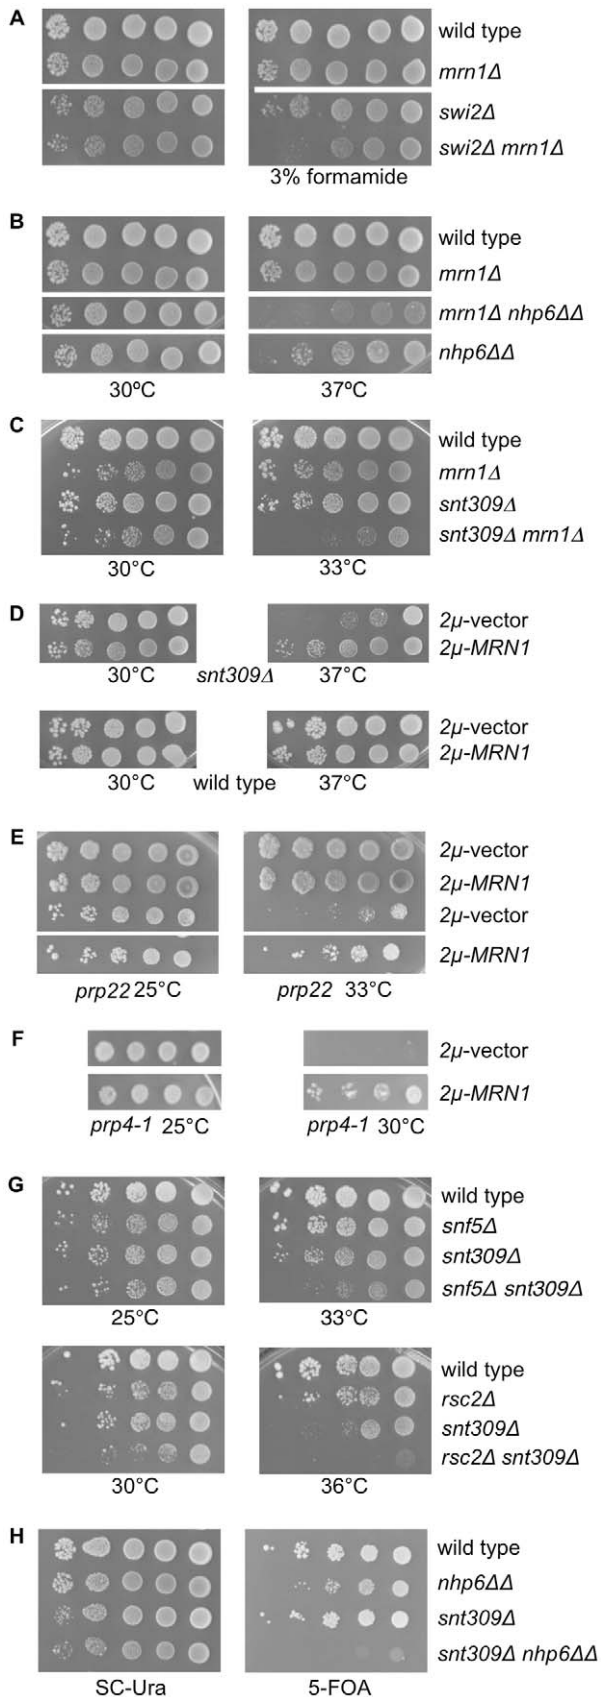 A
wild type
mrn1Δ
swi2Δ
swi2Δ mrn1Δ
3% formamide
B
wild type
mrn1Δ
mrn1Δ nhp6ΔΔ
nhp6ΔΔ
30ºC 37ºC
C
wild type
mrn1Δ
snt309Δ
snt309Δ mrn1Δ
30°C 33°C
D
2µ-vector
2µ-MRN1
30°C snt309Δ 37°C
2µ-vector
2µ-MRN1
30°C wild type 37°C
E
2µ-vector
2µ-MRN1
2µ-vector
2µ-MRN1
prp22 25°C prp22 33°C
F
2µ-vector
2µ-MRN1
prp4-1 25°C prp4-1 30°C
G
wild type
snf5Δ
snt309Δ
snf5Δ snt309Δ
25°C 33°C
wild type
rsc2Δ
snt309Δ
rsc2Δ snt309Δ
30°C 36°C
H
wild type
nhp6ΔΔ
snt309Δ
snt309Δ nhp6ΔΔ
SC-Ura 5-FOA